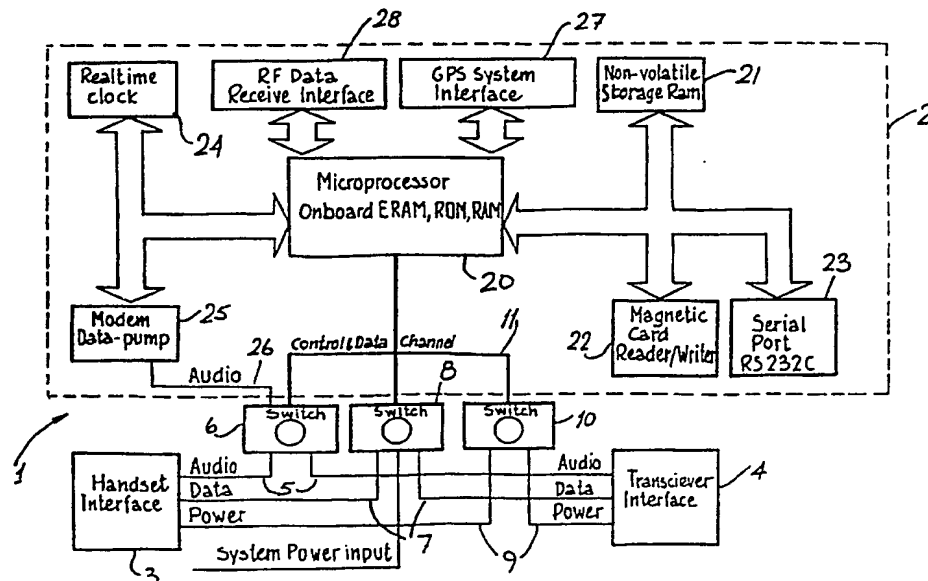 28
27
Realtime
clock
RF Data
Receive Interface
GPS System
Interface
Non-volatile
Storage Ram
21
2
24
Microprocessor
Onboard ERAM, RON, RAM
20
23
Modem
Data-pump
25
Magnetic
Card
Reader/Writer
22
Serial
Port
RS232C
Control & Data Channel
11
Audio
26
8
Switch
Switch
Switch
6
10
1
Handset
Interface
3
Audio
Data
Power
5
7
9
Audio
Data
Power
Transciever
Interface
4
System Power input